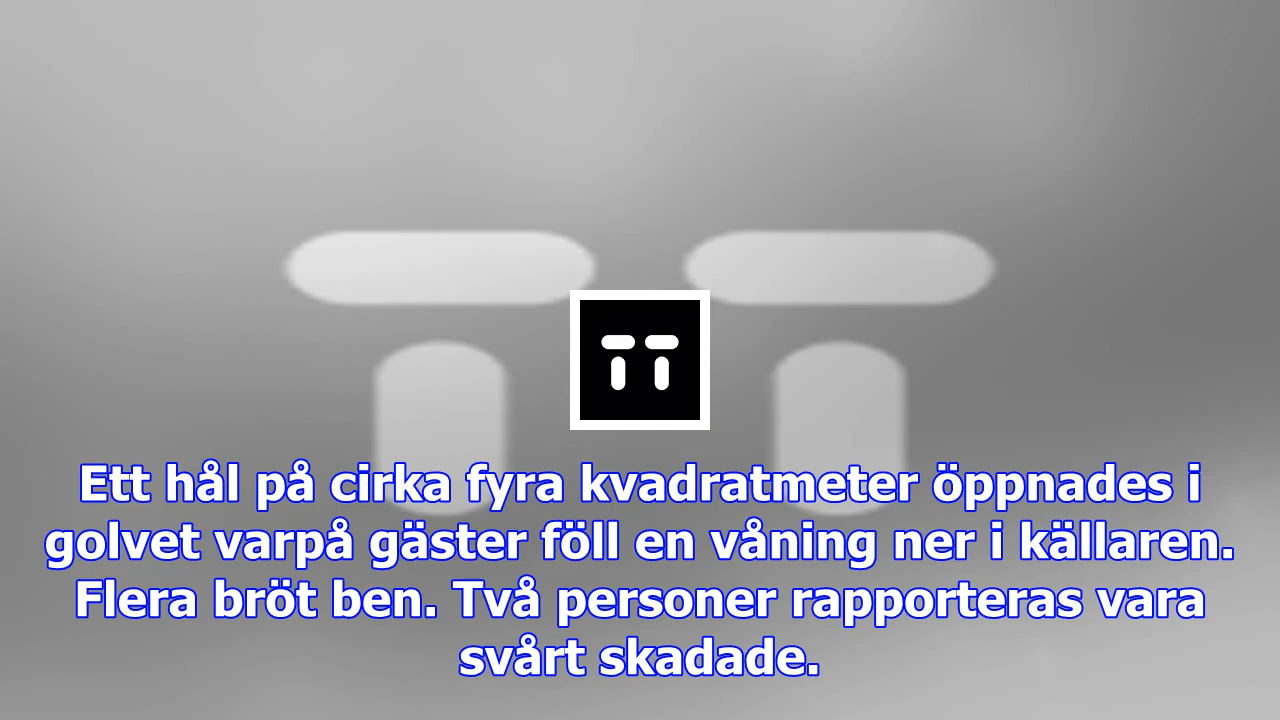 Ett hål på cirka fyra kvadratmeter öppnades i
golvet varpå gäster föll en våning ner i källaren.
Flera bröt ben. Två personer rapporteras vara
svårt skadade.